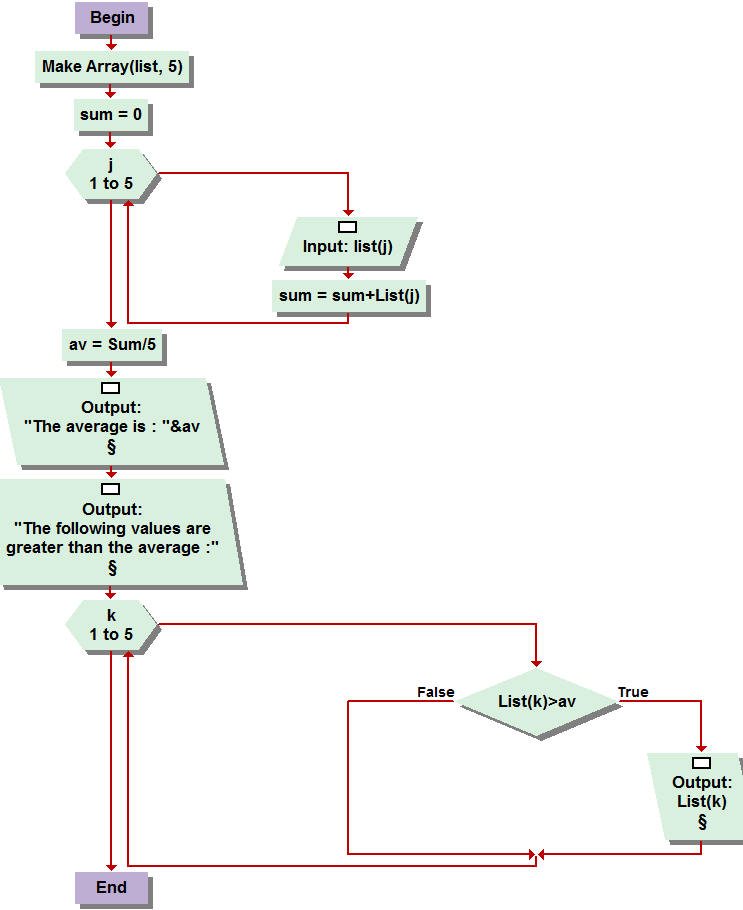 Begin
Make Array(list, 5)
sum = 0
j
1 to 5
Input: list(j)
sum = sum+List(j)
av = Sum/5
Output:
"The average is : "&av
§
Output:
"The following values are
greater than the average :"
§
k
1 to 5
False
List(k)>av
True
Output:
List(k)
§
End